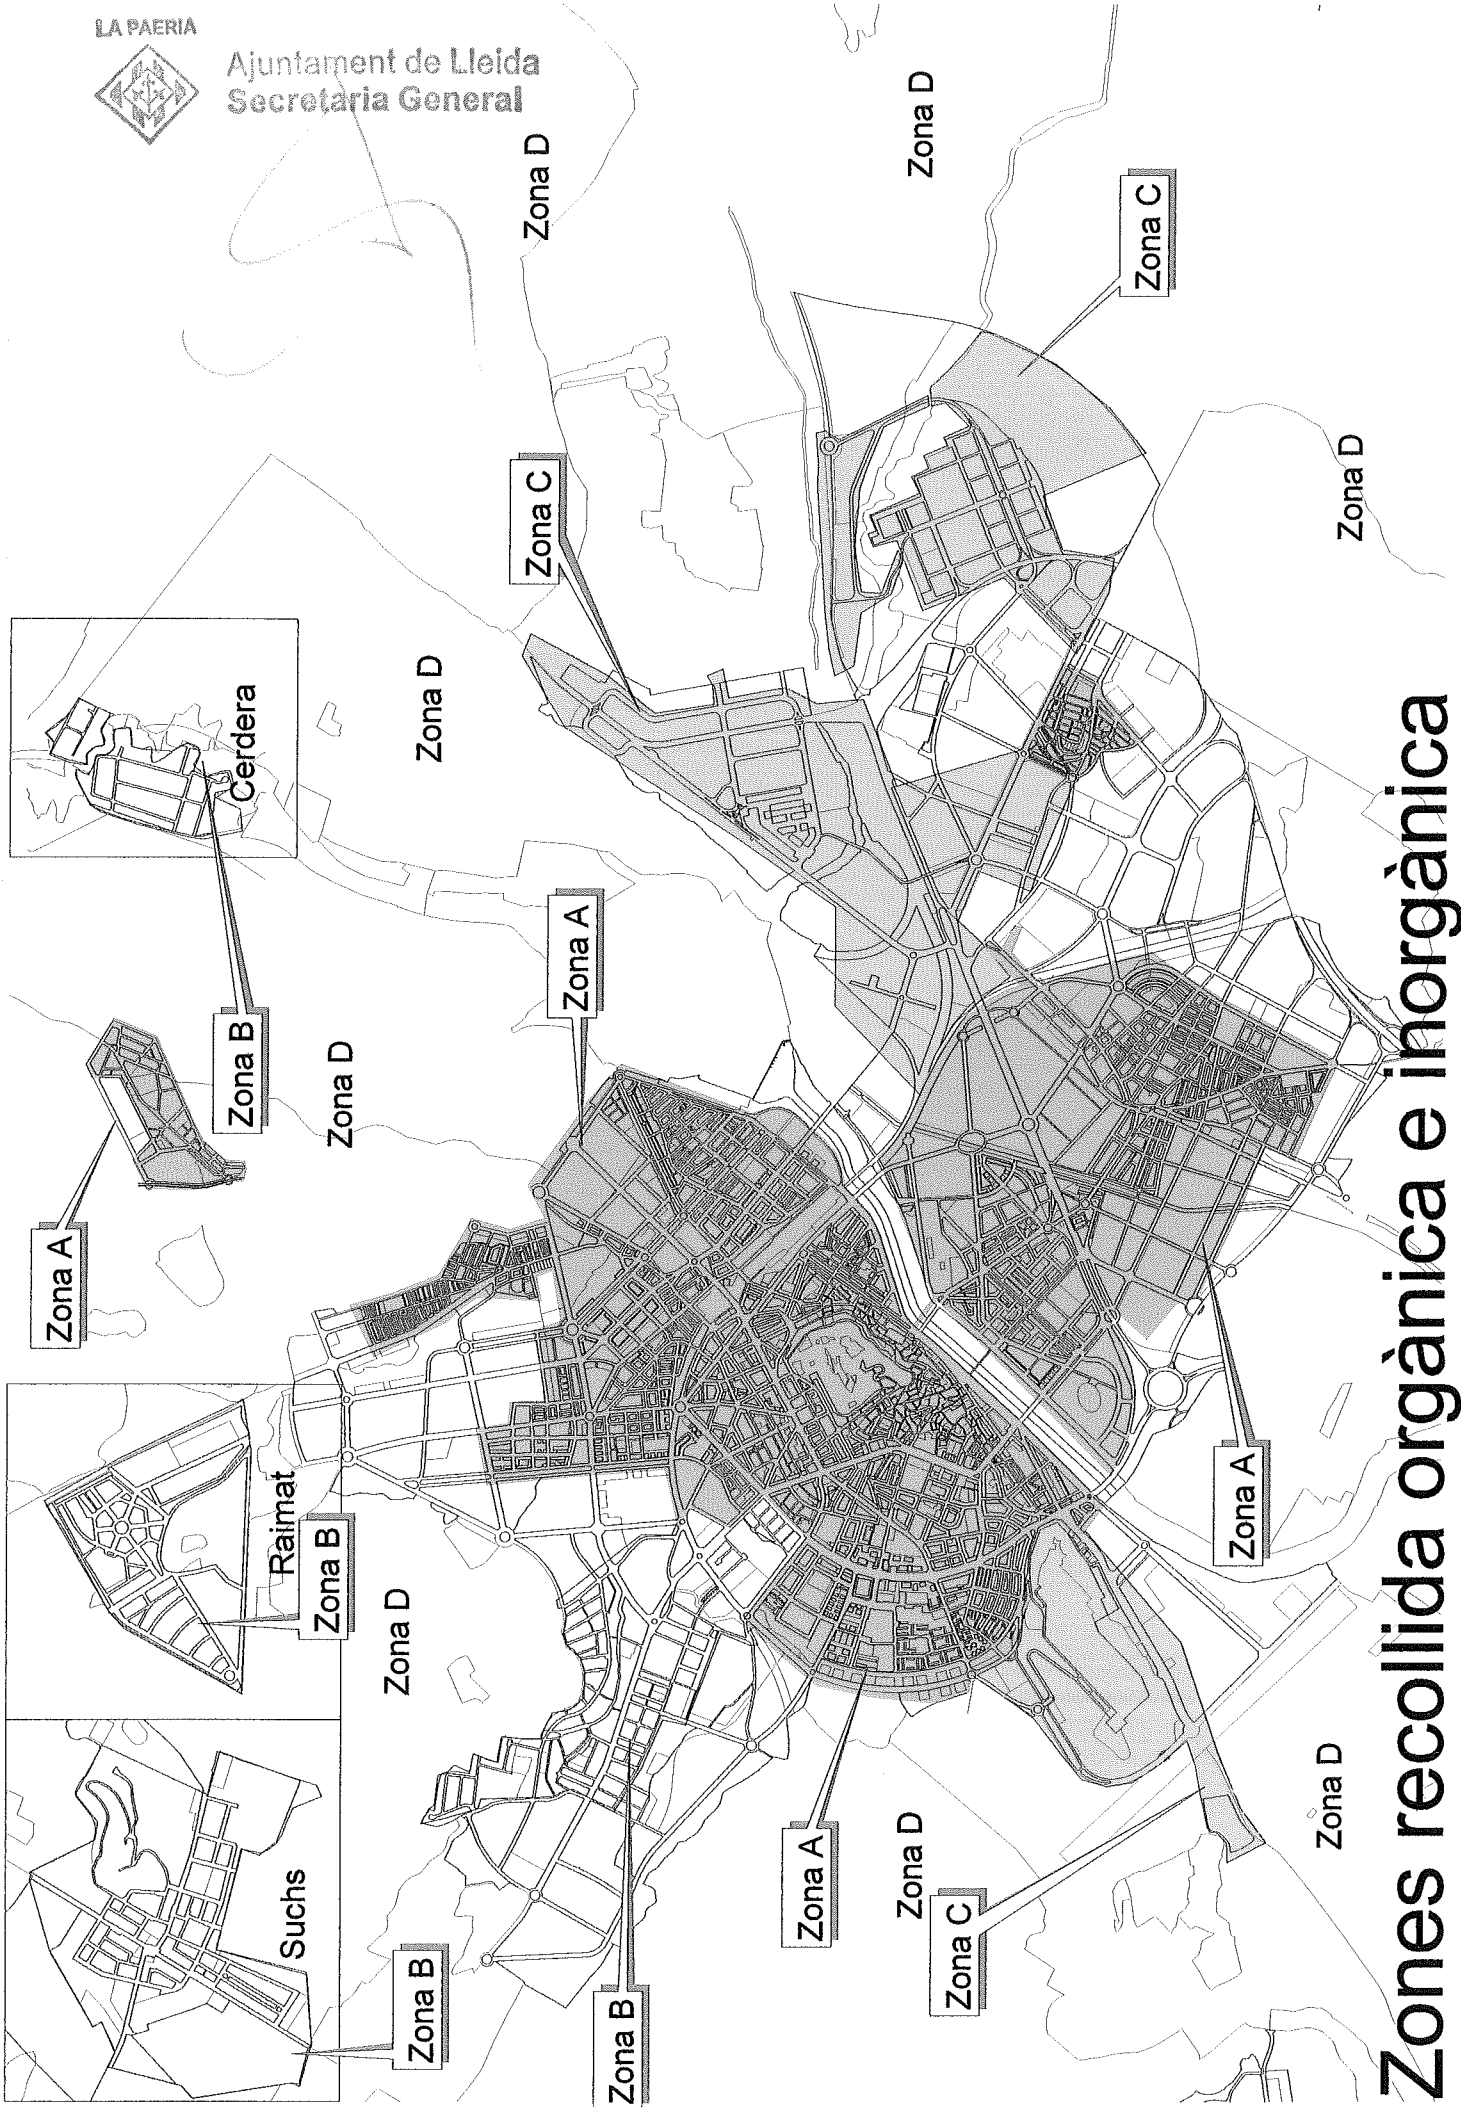 LA PAERIA
Ajuntament de Lleida
Secretaria General
Zona A
Zona B
Cerdera
Raimat
Suchs
Zona B
Zona D
Zona D
Zona B
Zona D
Zona C
Zona D
Zona A
Zona B
Zona A
Zona D
Zona D
Zona C
Zona C
Zona A
Zona D
Zona D
Zones recollida orgànica e inorgànica